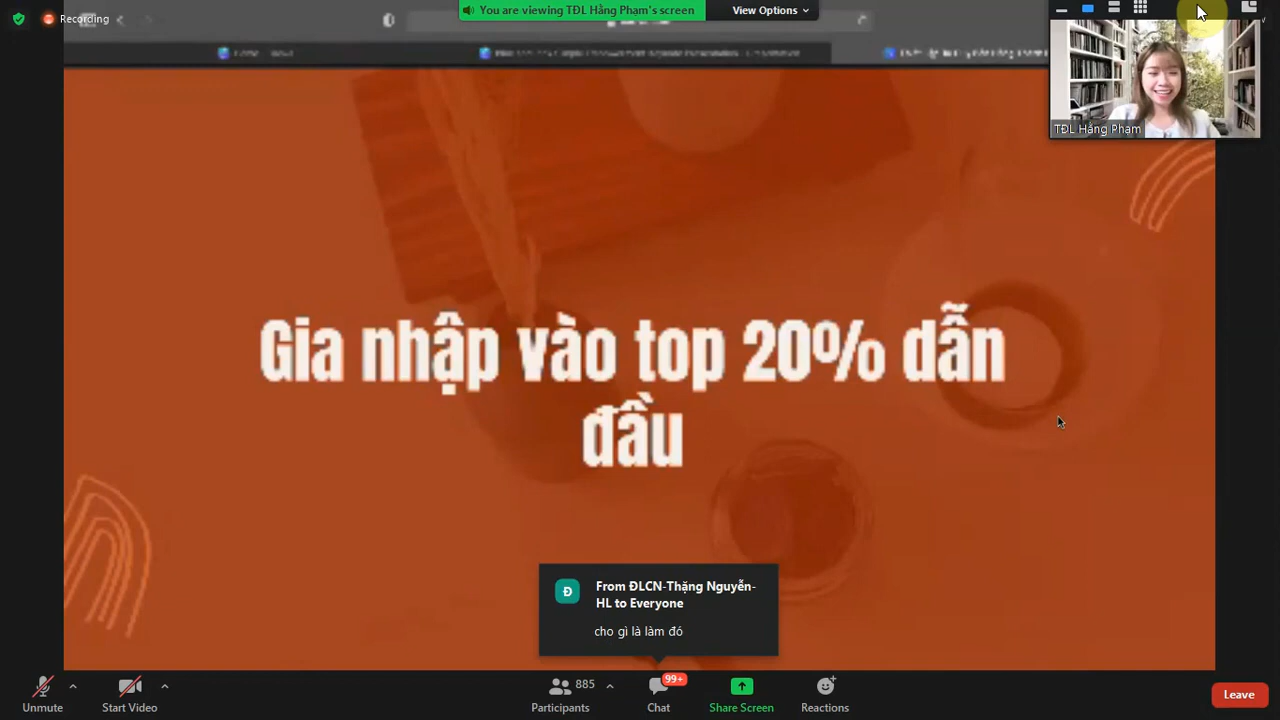 Recording
You are viewing TĐL Hằng Phạm's screen
View Options
TĐL Hằng Phạm
Gia nhập vào top 20% dẫn
đầu
From ĐLCN-Thặng Nguyễn-
HL to Everyone
cho gì là làm đó
885
99+
Unmute
Start Video
Participants
Chat
Share Screen
Reactions
Leave